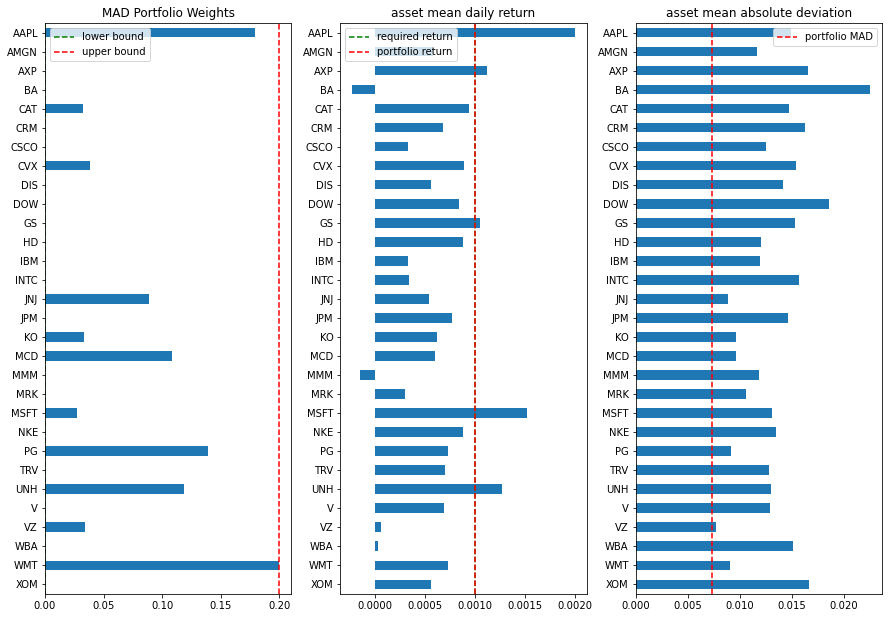 MAD Portfolio Weights
AAPL
lower bound
upper bound
AMGN
AXP
BA
CAT
CRM
CSCO
CVX
DIS
DOW
GS
HD
IBM
INTC
JNJ
JPM
KO
MCD
MMM
MRK
MSFT
NKE
PG
TRV
UNH
V
VZ
WBA
WMT
XOM
0.00 0.05 0.10 0.15 0.20
asset mean daily return
AAPL
required return
portfolio return
AMGN
AXP
BA
CAT
CRM
CSCO
CVX
DIS
DOW
GS
HD
IBM
INTC
JNJ
JPM
KO
MCD
MMM
MRK
MSFT
NKE
PG
TRV
UNH
V
VZ
WBA
WMT
XOM
0.0000 0.0005 0.0010 0.0015 0.0020
asset mean absolute deviation
AAPL
portfolio MAD
AMGN
AXP
BA
CAT
CRM
CSCO
CVX
DIS
DOW
GS
HD
IBM
INTC
JNJ
JPM
KO
MCD
MMM
MRK
MSFT
NKE
PG
TRV
UNH
V
VZ
WBA
WMT
XOM
0.000 0.005 0.010 0.015 0.020